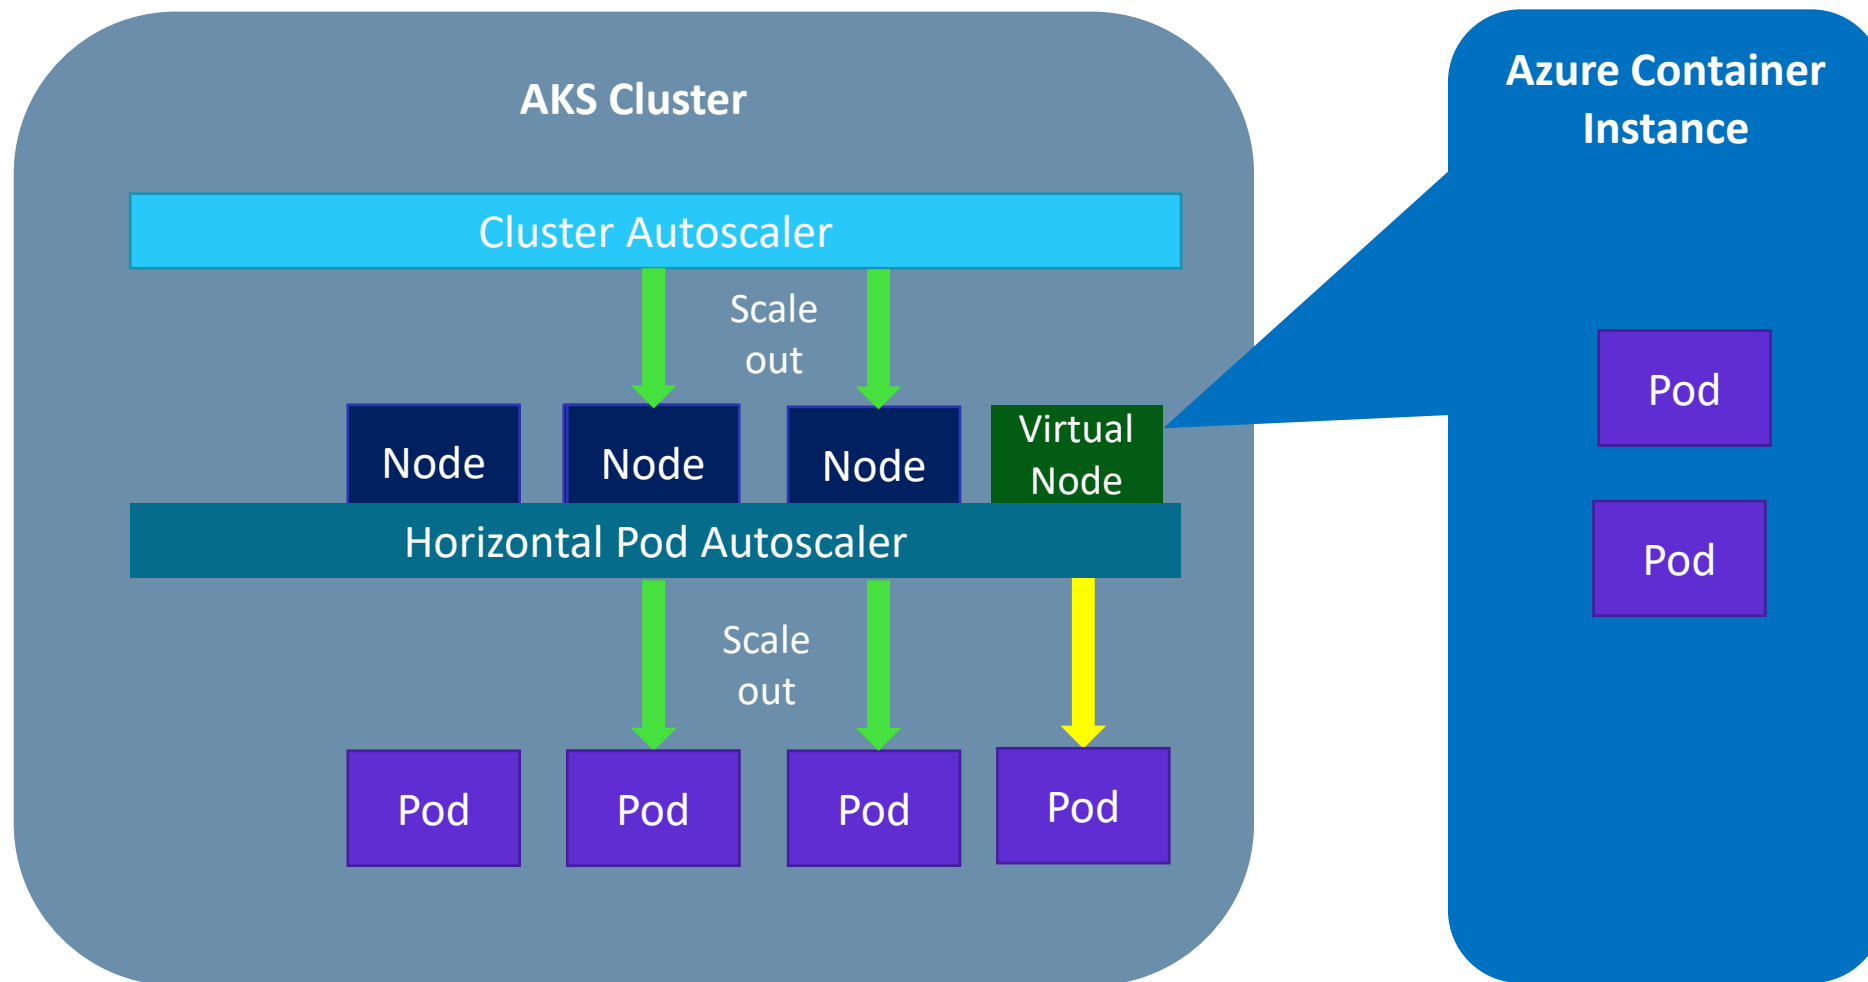 AKS Cluster
Cluster Autoscaler
Scale
out
Node
Node
Node
Virtual
Node
Horizontal Pod Autoscaler
Scale
out
Pod
Pod
Pod
Pod
Azure Container
Instance
Pod
Pod